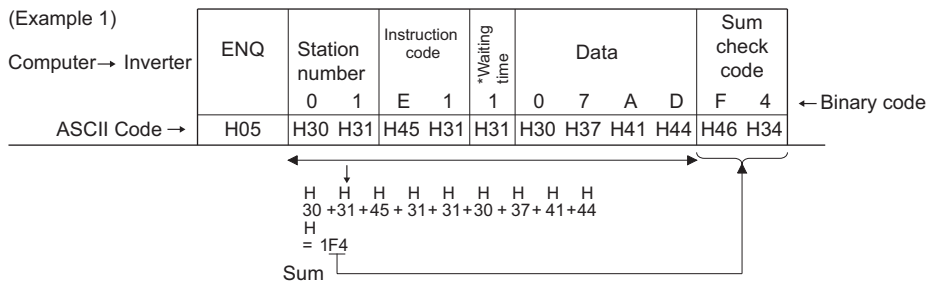 (Example 1)
Computer→ Inverter
ENQ
Station number
Instruction code
*Waiting time
Data
Sum check code
0 1 E 1 1 0 7 A D F 4
←Binary code
ASCII Code →
H05 H30 H31 H45 H31 H31 H30 H37 H41 H44 H46 H34
H H H H H H H H H
30 +31+45 + 31+ 31+30 + 37+ 41+44
H
= 1F4
Sum